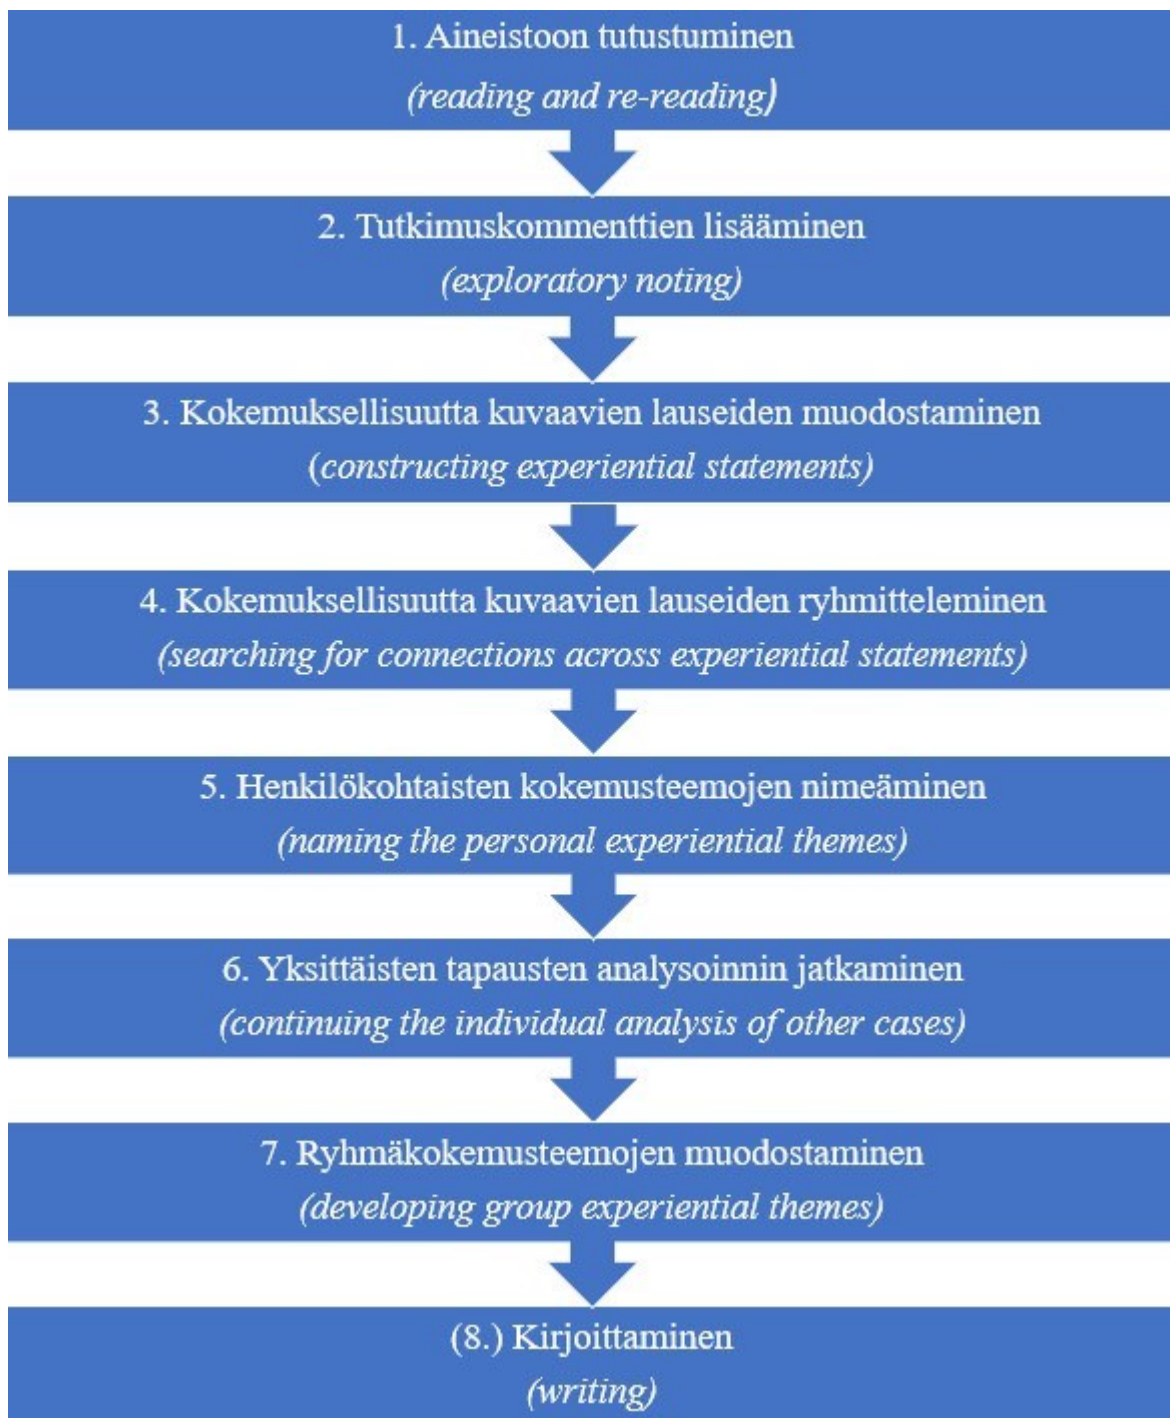 1. Aineistoon tutustuminen
(reading and re-reading)
2. Tutkimuskommenttien lisääminen
(exploratory noting)
3. Kokemuksellisuutta kuvaavien lauseiden muodostaminen
(constructing experiential statements)
4. Kokemuksellisuutta kuvaavien lauseiden ryhmitteleminen
(searching for connections across experiential statements)
5. Henkilökohtaisten kokemusteemojen nimeäminen
(naming the personal experiential themes)
6. Yksittäisten tapausten analysoinnin jatkaminen
(continuing the individual analysis of other cases)
7. Ryhmäkokemusteemojen muodostaminen
(developing group experiential themes)
(8.) Kirjoittaminen
(writing)